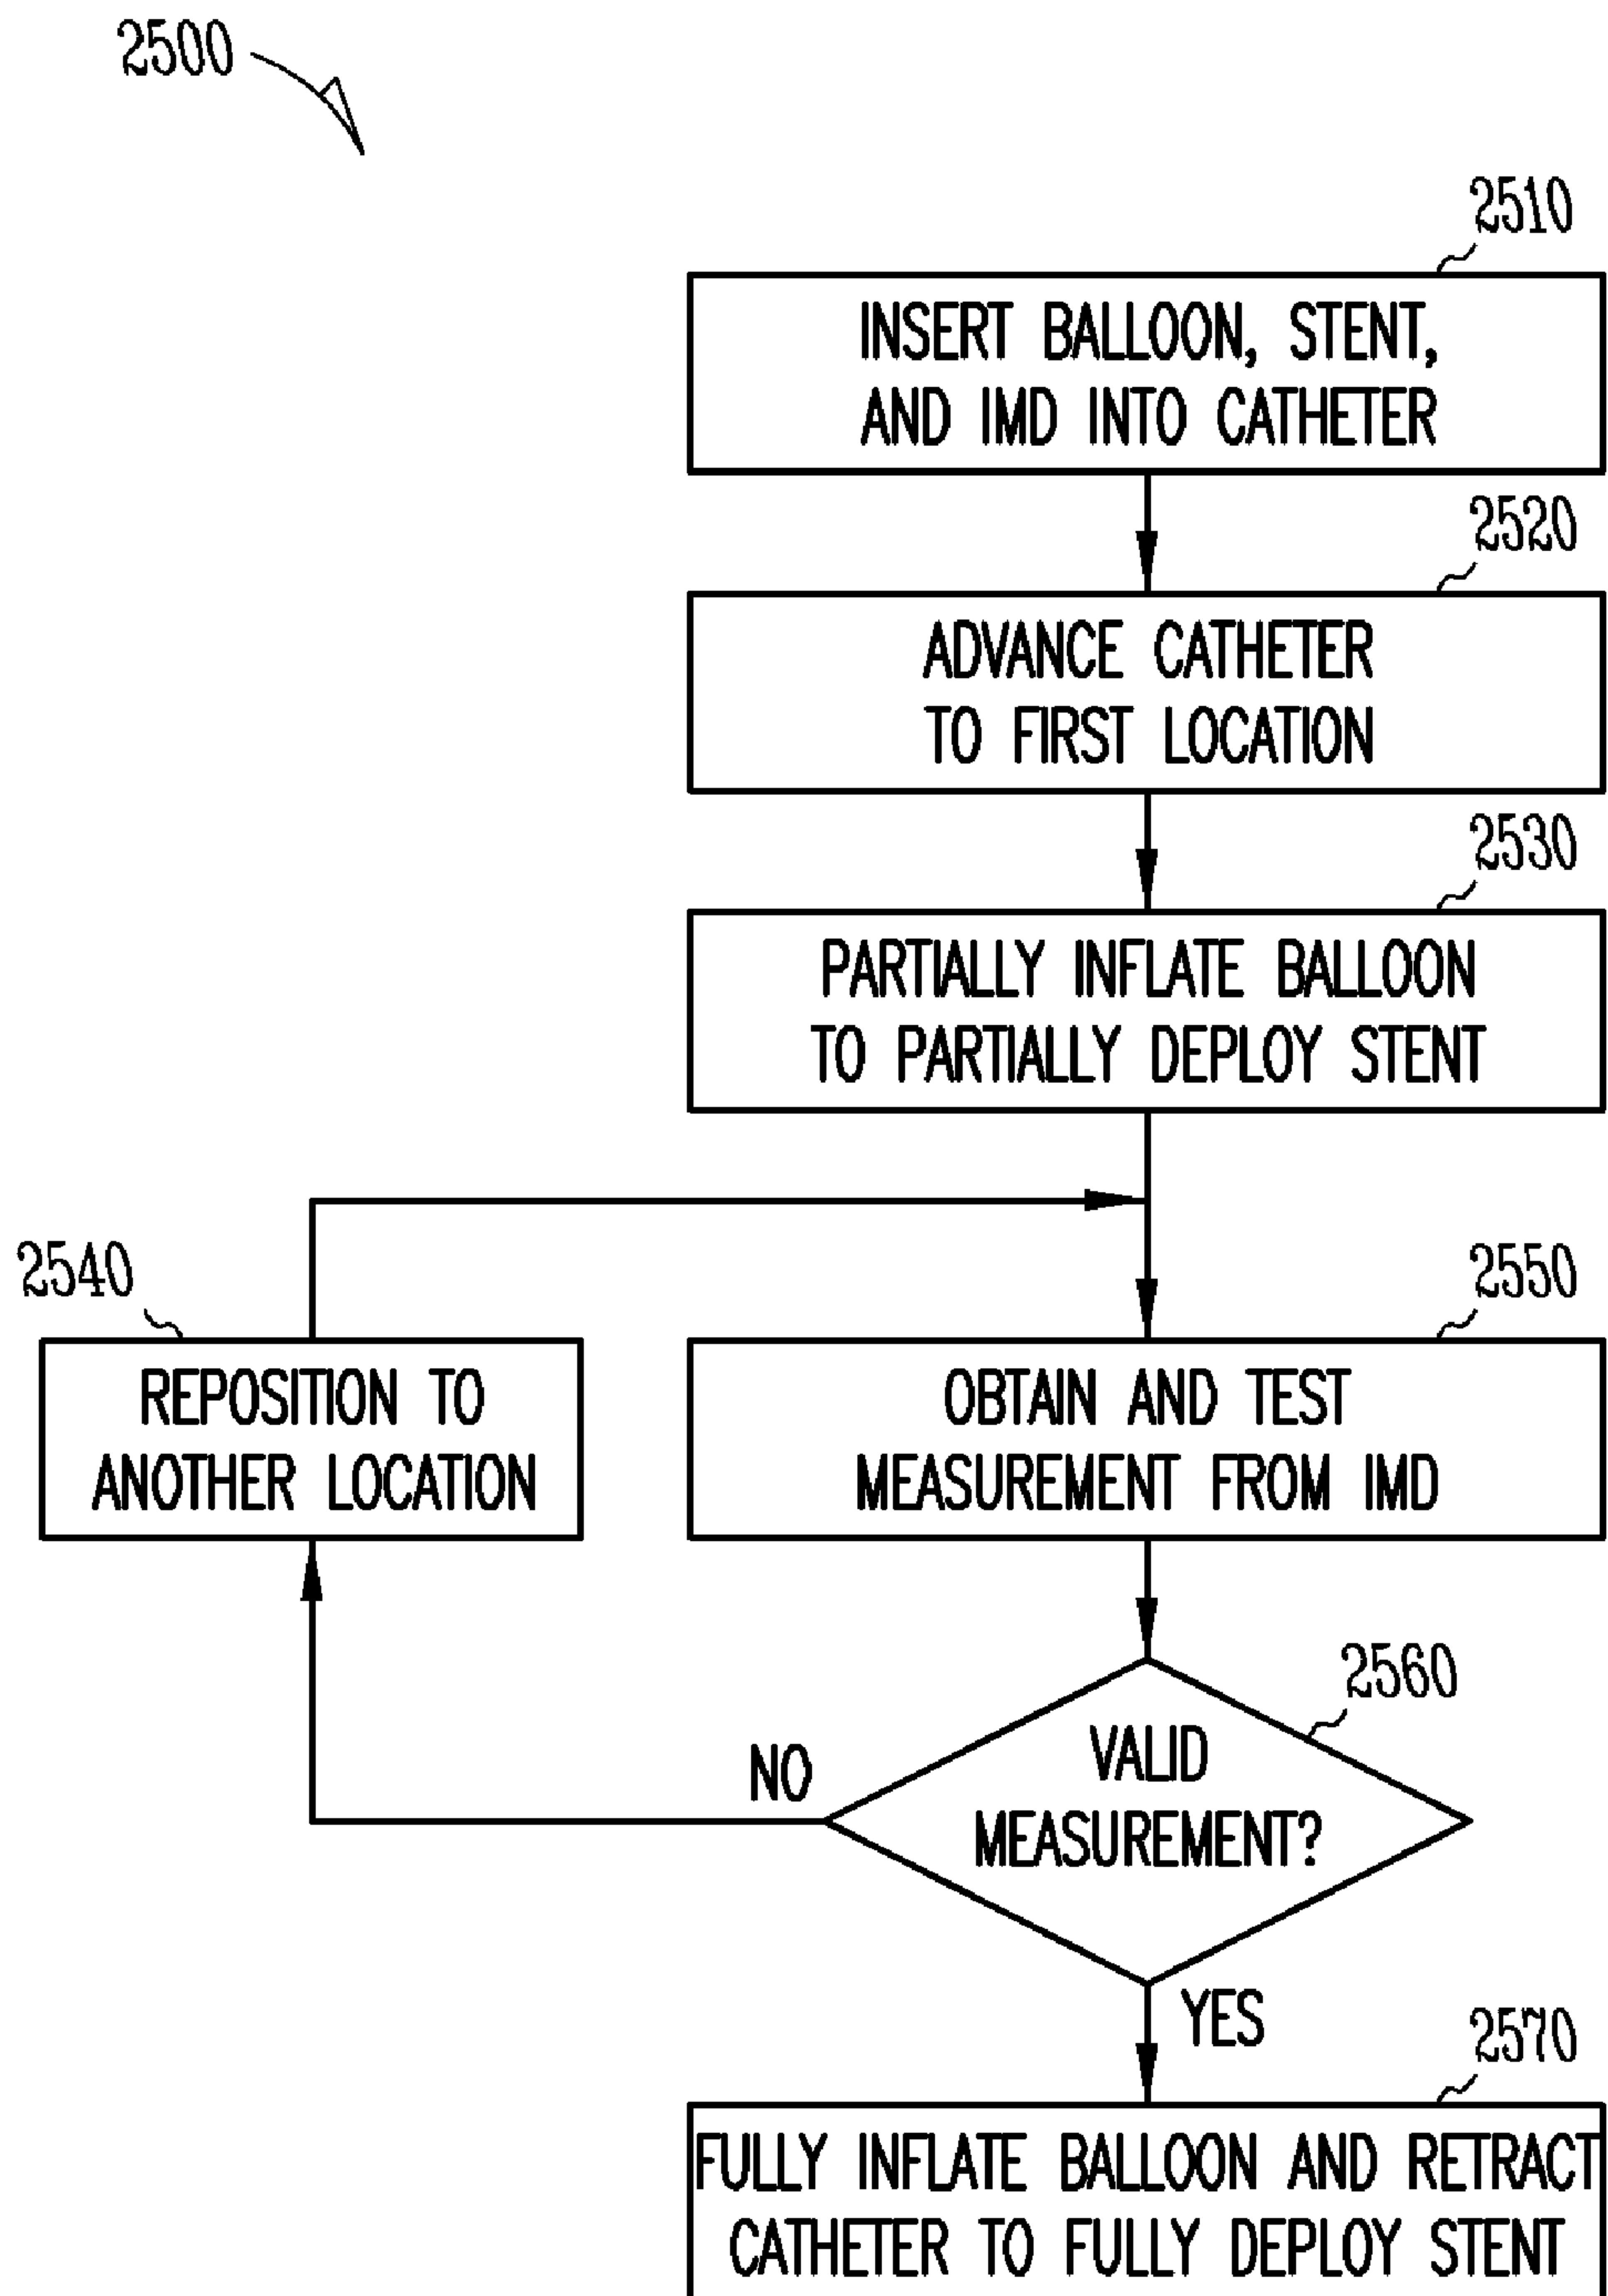 2500
2510
INSERT BALLOON, STENT,
AND IMD INTO CATHETER
2520
ADVANCE CATHETER
TO FIRST LOCATION
2530
PARTIALLY INFLATE BALLOON
TO PARTIALLY DEPLOY STENT
2540
REPOSITION TO
ANOTHER LOCATION
2550
OBTAIN AND TEST
MEASUREMENT FROM IMD
2560
VALID
MEASUREMENT?
NO
YES
2570
FULLY INFLATE BALLOON AND RETRACT
CATHETER TO FULLY DEPLOY STENT